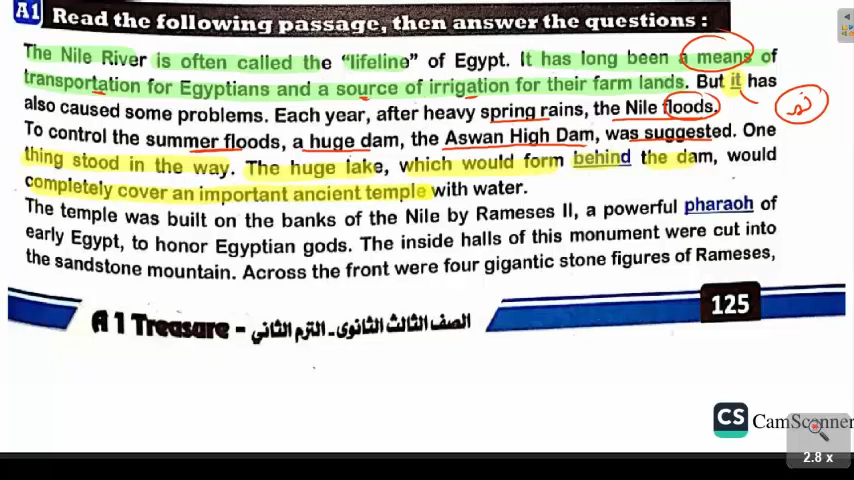 A1 Read the following passage, then answer the questions :
The Nile River is often called the “lifeline” of Egypt. It has long been a means of
transportation for Egyptians and a source of irrigation for their farm lands. But it has
also caused some problems. Each year, after heavy spring rains, the Nile floods.
To control the summer floods, a huge dam, the Aswan High Dam, was suggested. One
thing stood in the way. The huge lake, which would form behind the dam, would
completely cover an important ancient temple with water.
The temple was built on the banks of the Nile by Rameses II, a powerful pharaoh of
early Egypt, to honor Egyptian gods. The inside halls of this monument were cut into
the sandstone mountain. Across the front were four gigantic stone figures of Rameses,
125
A 1 Treasure - الصف الثالث الثانوى - الترم الثاني
CS CamScanner
2.8 x